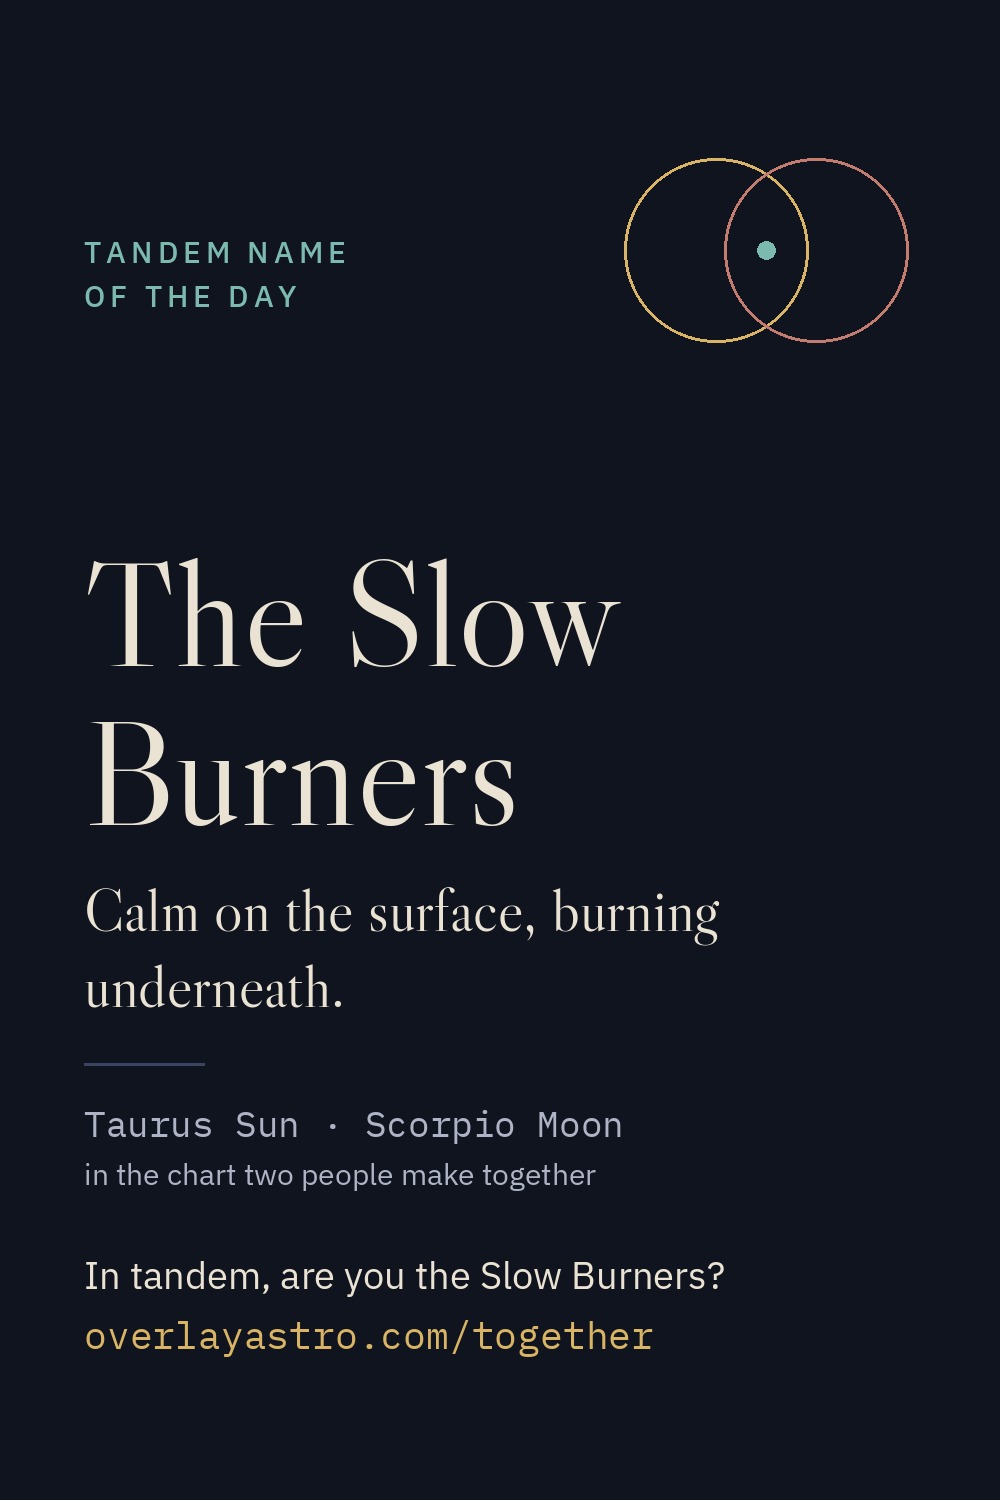 TANDEM NAME
OF THE DAY
The Slow
Burners
Calm on the surface, burning
underneath.
Taurus Sun · Scorpio Moon
in the chart two people make together
In tandem, are you the Slow Burners?
overlayastro.com/together